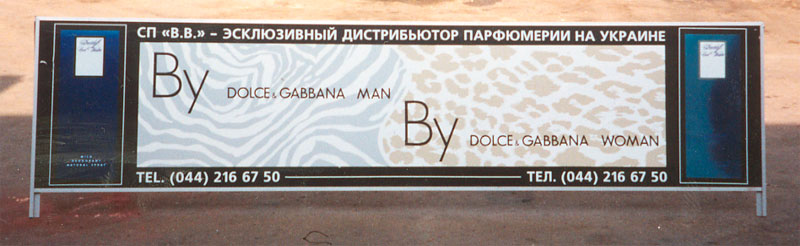 СП «В.В.» – ЭСКЛЮЗИВНЫЙ ДИСТРИБЬЮТОР ПАРФЮМЕРИИ НА УКРАИНЕ
By DOLCE & GABBANA MAN
By DOLCE & GABBANA WOMAN
TEL. (044) 216 67 50
ТЕЛ. (044) 216 67 50